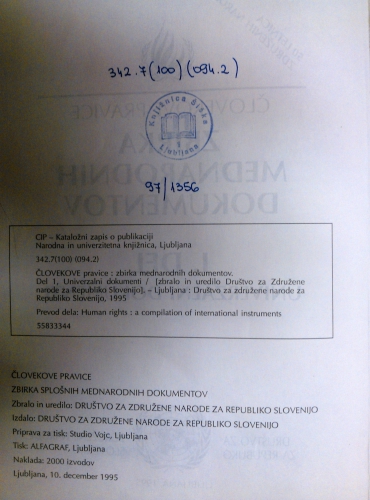 342.7(100)(094.2)
Knjižnica Šiška
Ljubljana
97/1356
CIP – Kataložni zapis o publikaciji
Narodna in univerzitetna knjižnica, Ljubljana
342,7(100) (094.2)
ČLOVEKOVE pravice : zbirka mednarodnih dokumentov.
Del 1, Univerzalni dokumenti / [zbralo in uredilo Društvo za Združene
narode za Republiko Slovenijo]. – Ljubljana : Društvo za združene narode za
Republiko Slovenijo, 1995
Prevod dela: Human rights : a compilation of international instruments
55833344
ČLOVEKOVE PRAVICE
ZBIRKA SPLOŠNIH MEDNARODNIH DOKUMENTOV
Zbralo in uredilo: DRUŠTVO ZA ZDRUŽENE NARODE ZA REPUBLIKO SLOVENIJO
Izdalo: DRUŠTVO ZA ZDRUŽENE NARODE ZA REPUBLIKO SLOVENIJO
Priprava za tisk: Studio Vojc, Ljubljana
Tisk: ALFAGRAF, Ljubljana
Naklada: 2000 izvodov
Ljubljana, 10. december 1995